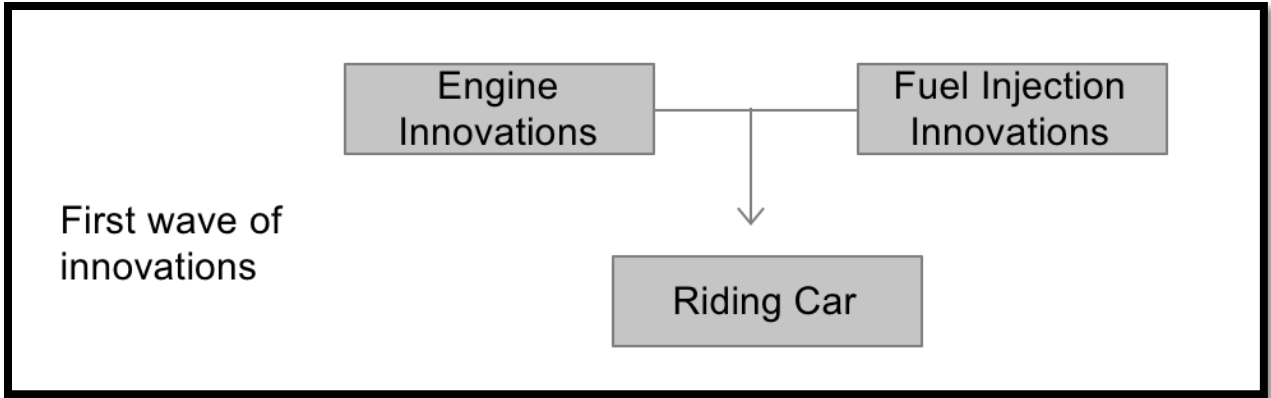 Engine
Innovations
Fuel Injection
Innovations
First wave of
innovations
Riding Car